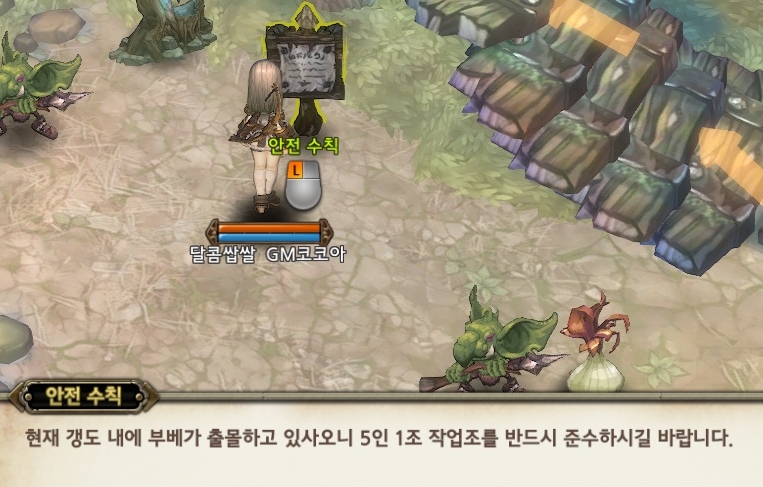 안전 수칙
L
달콤쌉쌀 GM코코아
안전 수칙
현재 갱도 내에 부베가 출몰하고 있사오니 5인 1조 작업조를 반드시 준수하시길 바랍니다.